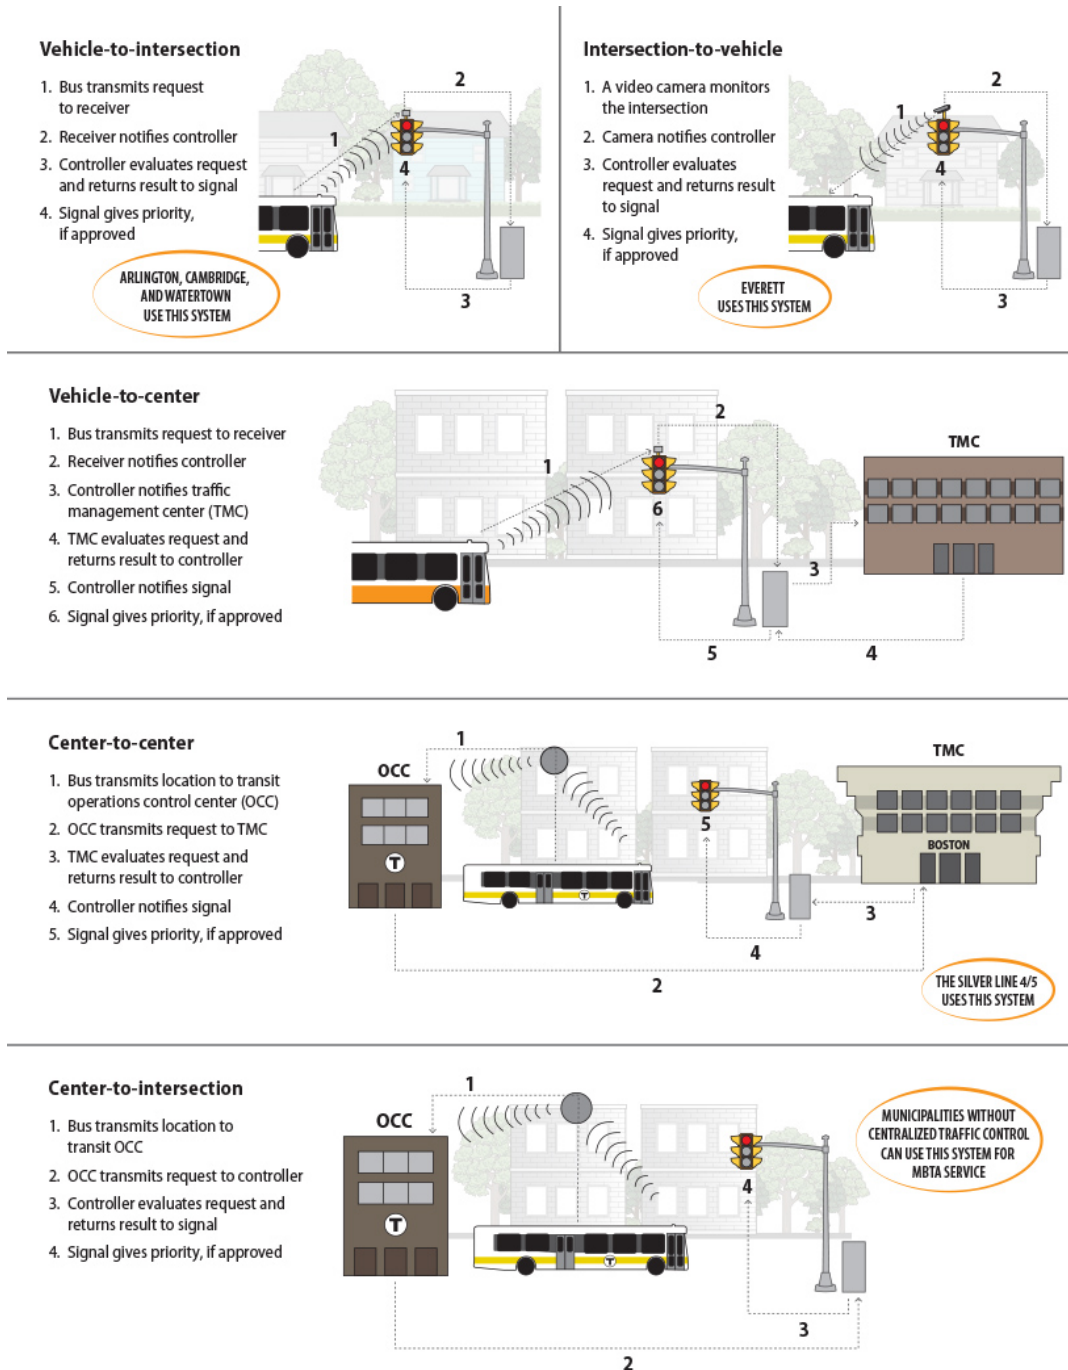 Vehicle-to-intersection
1. Bus transmits request
to receiver
2. Receiver notifies controller
3. Controller evaluates request
and returns result to signal
4. Signal gives priority,
if approved
ARLINGTON, CAMBRIDGE,
AND WATERTOWN
USE THIS SYSTEM
1
2
4
3
Intersection-to-vehicle
1. A video camera monitors
the intersection
2. Camera notifies controller
3. Controller evaluates
request and returns result
to signal
4. Signal gives priority,
if approved
EVERETT
USES THIS SYSTEM
1
2
4
3
Vehicle-to-center
1. Bus transmits request to receiver
2. Receiver notifies controller
3. Controller notifies traffic
management center (TMC)
4. TMC evaluates request and
returns result to controller
5. Controller notifies signal
6. Signal gives priority, if approved
1
2
6
3
5
4
TMC
Center-to-center
1. Bus transmits location to transit
operations control center (OCC)
2. OCC transmits request to TMC
3. TMC evaluates request and
returns result to controller
4. Controller notifies signal
5. Signal gives priority, if approved
1
OCC
T
T
5
TMC
BOSTON
3
4
2
THE SILVER LINE 4/5
USES THIS SYSTEM
Center-to-intersection
1. Bus transmits location to
transit OCC
2. OCC transmits request to controller
3. Controller evaluates request and
returns result to signal
4. Signal gives priority, if approved
1
OCC
T
T
4
3
2
MUNICIPALITIES WITHOUT
CENTRALIZED TRAFFIC CONTROL
CAN USE THIS SYSTEM FOR
MBTA SERVICE